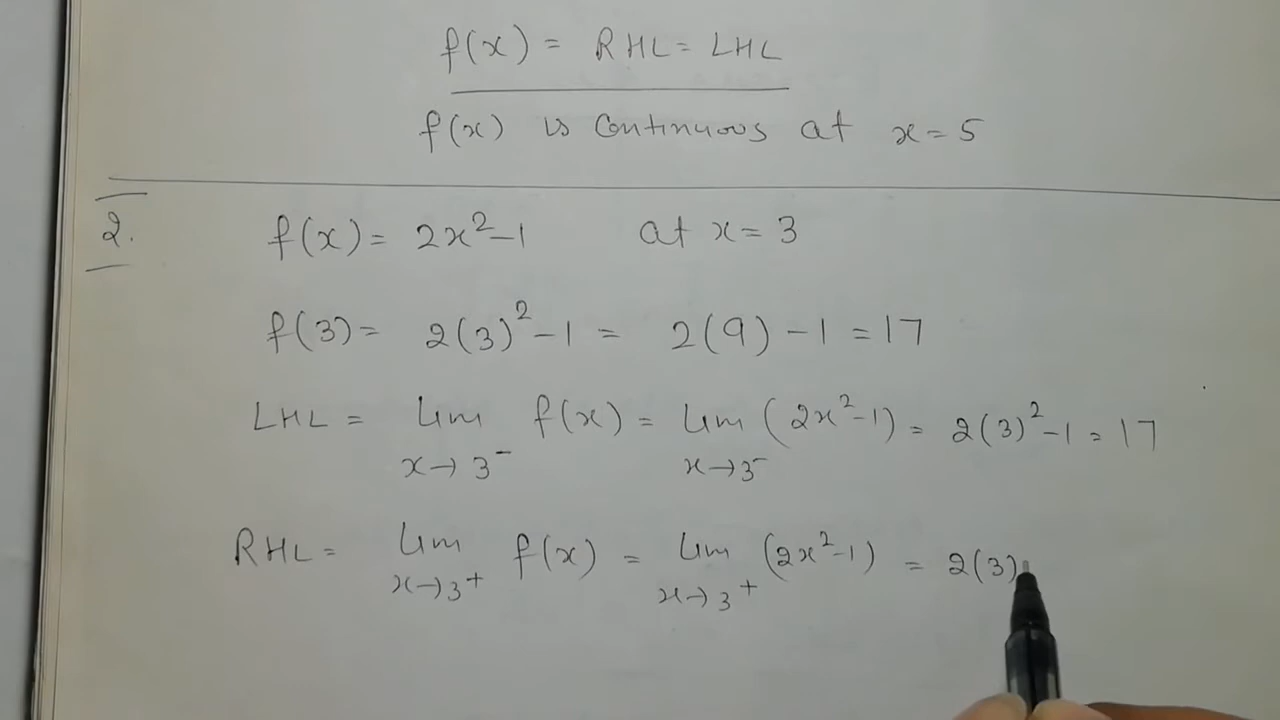 f(x) = RHL = LHL
f(x) is continuous at x = 5
2. f(x) = 2x²-1 at x = 3
f(3) = 2(3)²-1 = 2(9)-1 = 17
LHL = lim f(x) = lim (2x²-1) = 2(3)²-1 = 17
x→3⁻ x→3⁻
RHL = lim f(x) = lim (2x²-1) = 2(3)
x→3⁺ x→3⁺